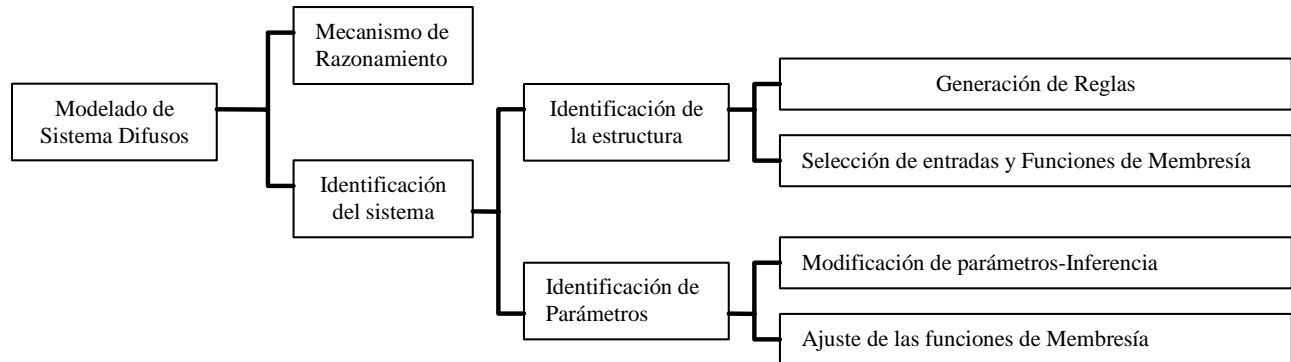 Modelado de
Sistema Difusos
Mecanismo de
Razonamiento
Identificación
del sistema
Identificación de
la estructura
Identificación de
Parámetros
Generación de Reglas
Selección de entradas y Funciones de Membresía
Modificación de parámetros-Inferencia
Ajuste de las funciones de Membresía